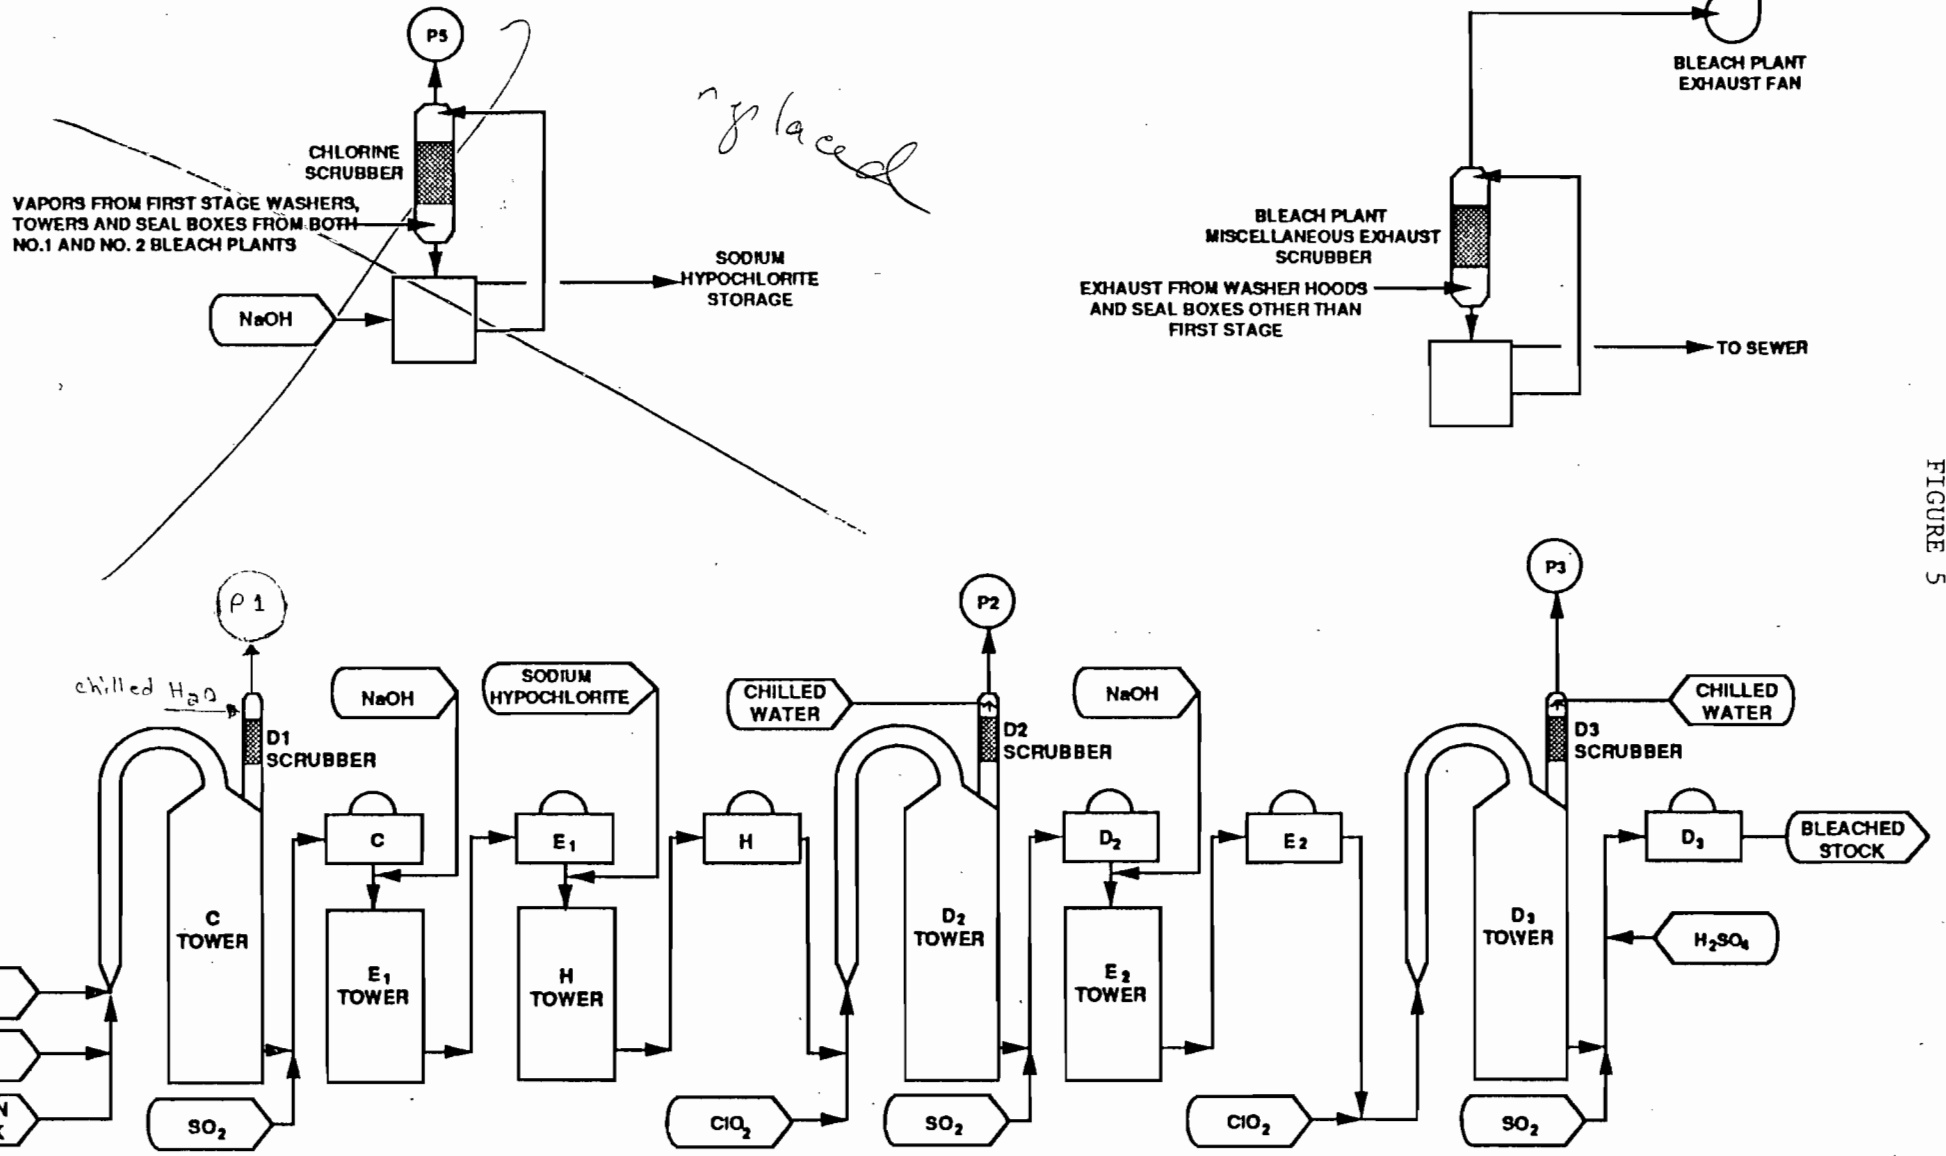 P5
BLEACH PLANT
EXHAUST FAN
CHLORINE
SCRUBBER
VAPORS FROM FIRST STAGE WASHERS,
TOWERS AND SEAL BOXES FROM BOTH
NO.1 AND NO. 2 BLEACH PLANTS
SODIUM
HYPOCHLORITE
STORAGE
NaOH
BLEACH PLANT
MISCELLANEOUS EXHAUST
SCRUBBER
EXHAUST FROM WASHER HOODS
AND SEAL BOXES OTHER THAN
FIRST STAGE
TO SEWER
FIGURE 5
P1
P2
P3
chilled H2O
D1
SCRUBBER
NaOH
SODIUM
HYPOCHLORITE
CHILLED
WATER
D2
SCRUBBER
NaOH
CHILLED
WATER
D3
SCRUBBER
C
E1
H
D2
E2
D3
BLEACHED
STOCK
C
TOWER
E1
TOWER
H
TOWER
D2
TOWER
E2
TOWER
D3
TOWER
H2SO4
N
K
SO2
ClO2
SO2
ClO2
SO2